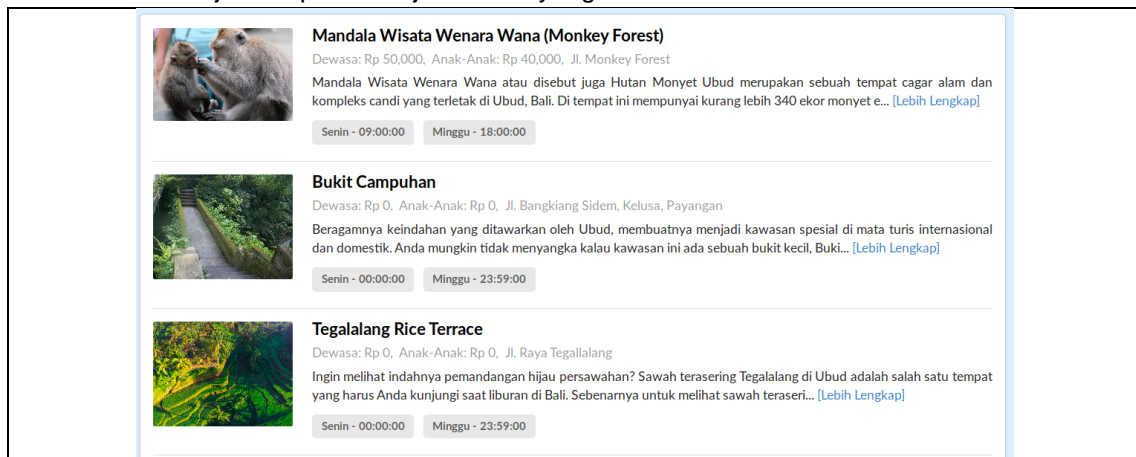 Mandala Wisata Wenara Wana (Monkey Forest)
Dewasa: Rp 50,000, Anak-Anak: Rp 40,000, Jl. Monkey Forest
Mandala Wisata Wenara Wana atau disebut juga Hutan Monyet Ubud merupakan sebuah tempat cagar alam dan
kompleks candi yang terletak di Ubud, Bali. Di tempat ini mempunyai kurang lebih 340 ekor monyet e... [Lebih Lengkap]
Senin - 09:00:00 Minggu - 18:00:00
Bukit Campuhan
Dewasa: Rp 0, Anak-Anak: Rp 0, Jl. Bangkiang Sidem, Kelusa, Payangan
Beragamnya keindahan yang ditawarkan oleh Ubud, membuatnya menjadi kawasan spesial di mata turis internasional
dan domestik. Anda mungkin tidak menyangka kalau kawasan ini ada sebuah bukit kecil, Buki... [Lebih Lengkap]
Senin - 00:00:00 Minggu - 23:59:00
Tegalalang Rice Terrace
Dewasa: Rp 0, Anak-Anak: Rp 0, Jl. Raya Tegallalang
Ingin melihat indahnya pemandangan hijau persawahan? Sawah terasering Tegalalang di Ubud adalah salah satu tempat
yang harus Anda kunjungi saat liburan di Bali. Sebenarnya untuk melihat sawah teraseri... [Lebih Lengkap]
Senin - 00:00:00 Minggu - 23:59:00